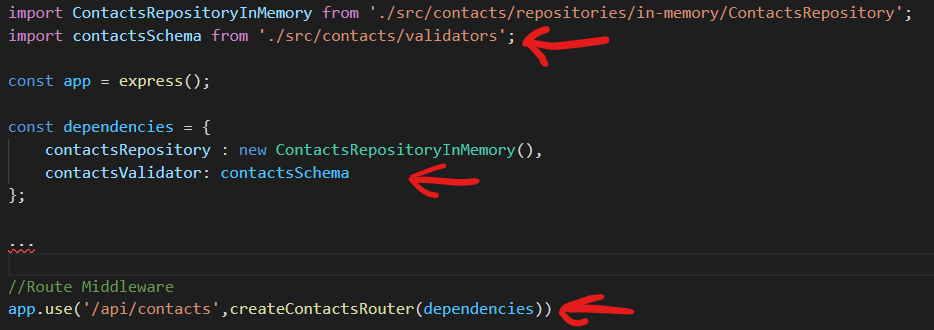 import ContactsRepositoryInMemory from './src/contacts/repositories/in-memory/ContactsRepository';
import contactsSchema from './src/contacts/validators';
const app = express();
const dependencies = {
contactsRepository : new ContactsRepositoryInMemory(),
contactsValidator: contactsSchema
};
...
//Route Middleware
app.use('/api/contacts',createContactsRouter(dependencies))